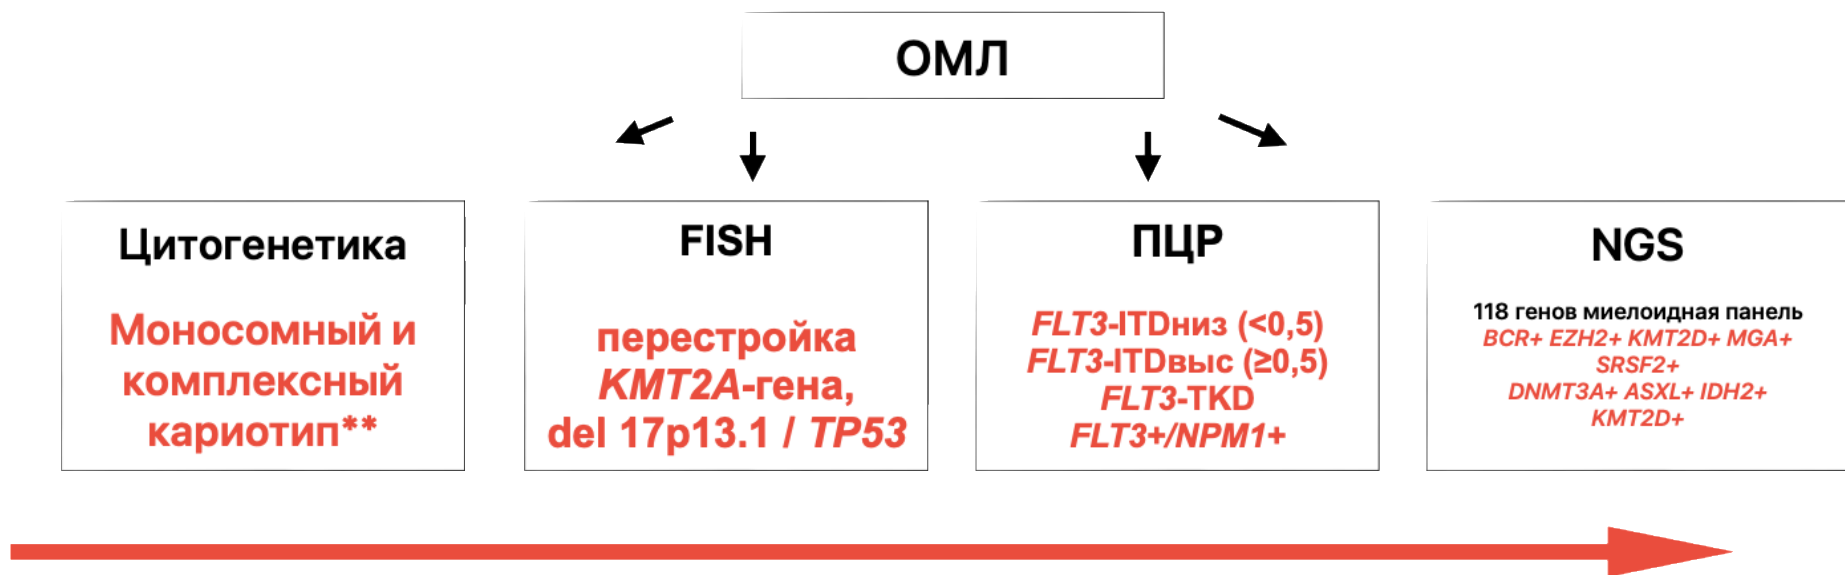 ОМЛ
Цитогенетика
Моносомный и
комплексный
кариотип**
FISH
перестройка
KMT2A-гена,
del 17p13.1 / TP53
ПЦР
FLT3-ITDниз (<0,5)
FLT3-ITDвыс (≥0,5)
FLT3-TKD
FLT3+/NPM1+
NGS
118 генов миелоидная панель
BCR+ EZH2+ KMT2D+ MGA+
SRSF2+
DNMT3A+ ASXL+ IDH2+
KMT2D+